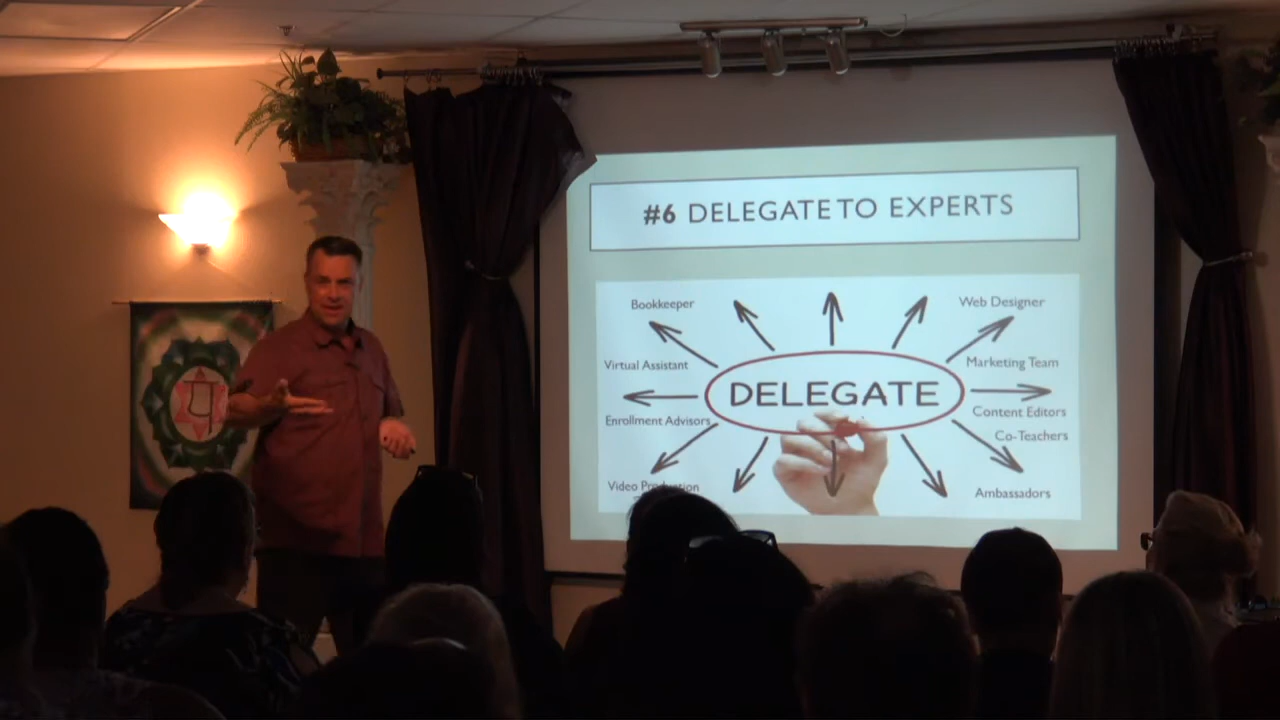 #6 DELEGATE TO EXPERTS
Bookkeeper
Web Designer
Virtual Assistant
Marketing Team
DELEGATE
Enrollment Advisors
Content Editors
Co-Teachers
Video
Ambassadors